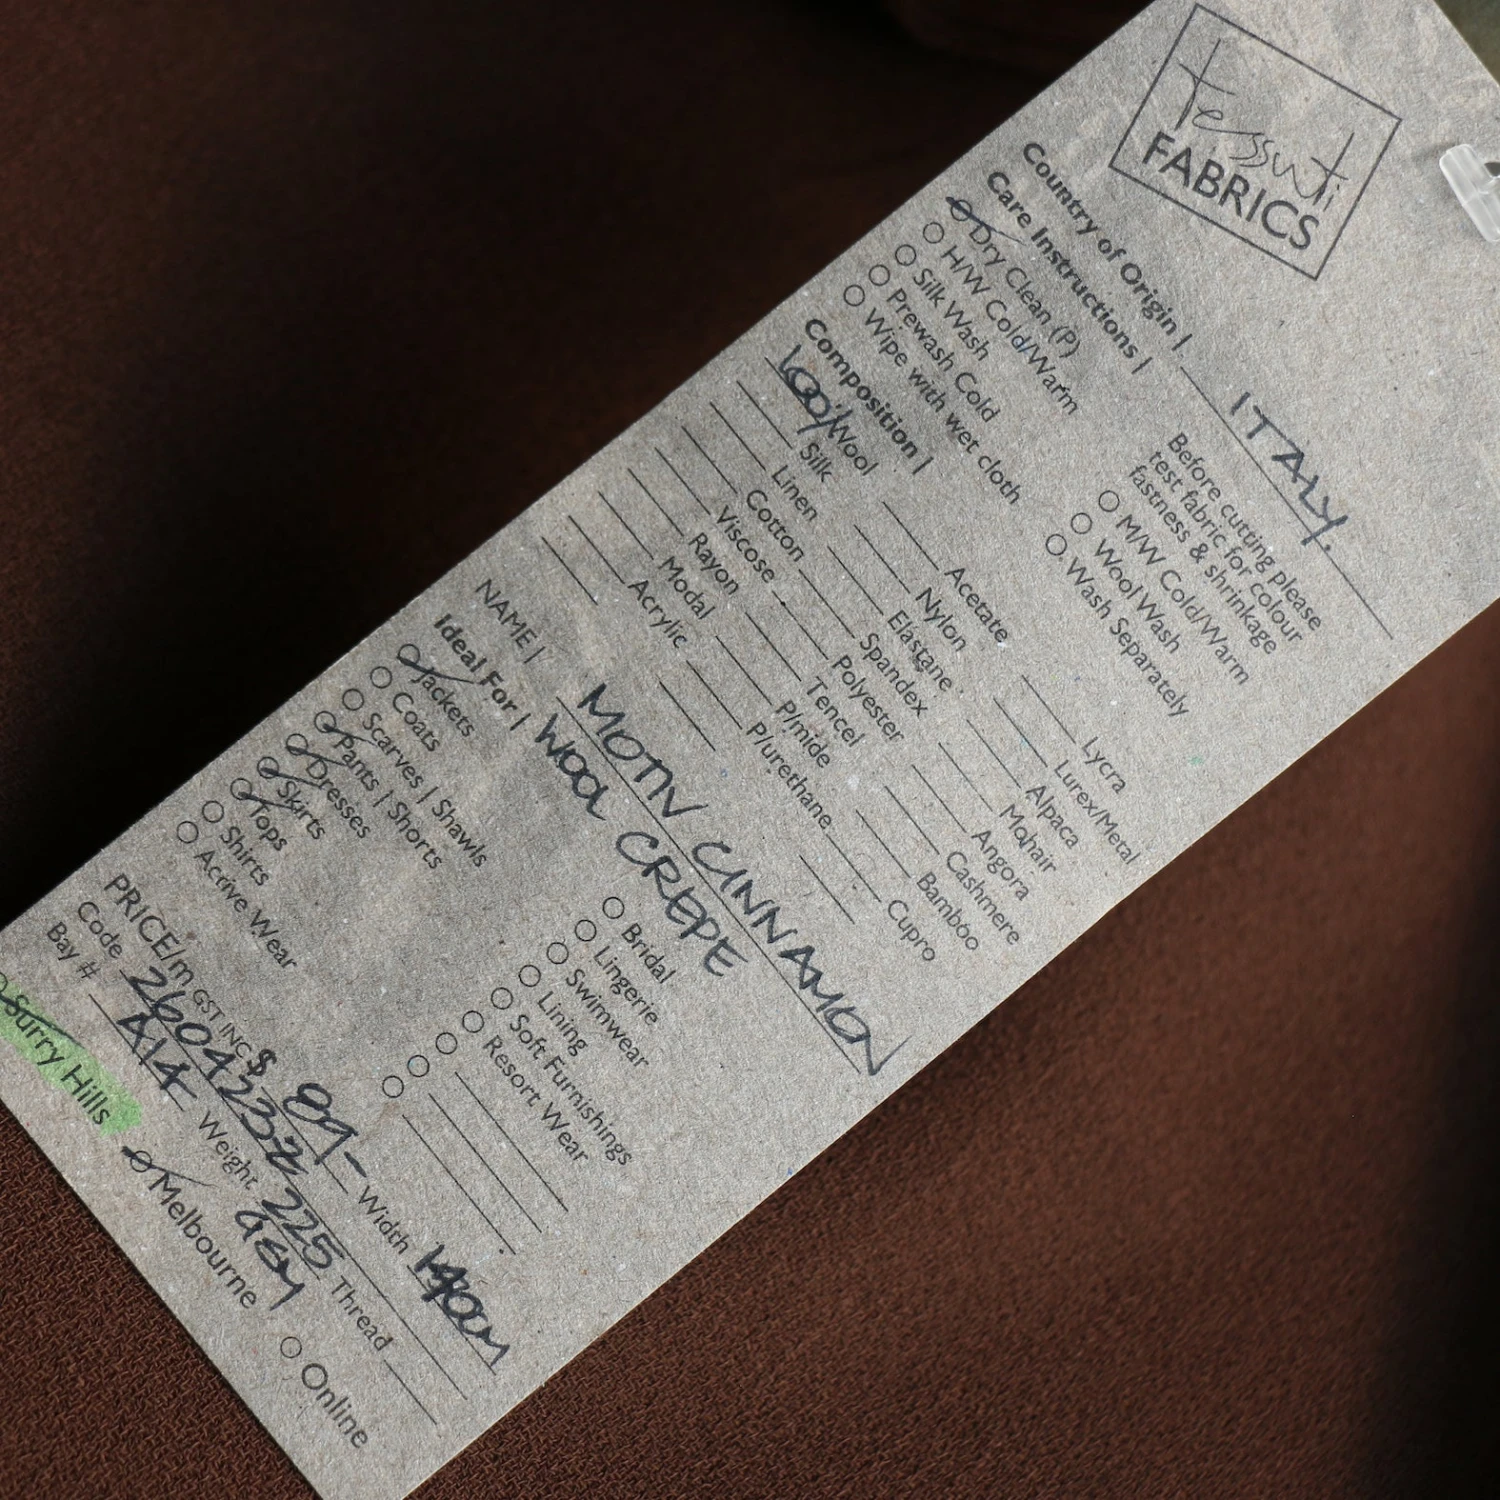 Tessuti
FABRICS
Country of Origin | ITALY.
Care Instructions |
Dry Clean (P)
H/W Cold/Warm
Silk Wash
Prewash Cold
Wipe with wet cloth
Before cutting please
test fabric for colour
fastness & shrinkage
M/W Cold/Warm
Wool Wash
Wash Separately
Composition |
100% Wool
Silk
Linen
Cotton
Viscose
Rayon
Modal
Acrylic
Acetate
Nylon
Elastane
Spandex
Polyester
Tencel
P/mide
P/urethane
Lycra
Lurex/Metal
Alpaca
Mohair
Angora
Cashmere
Bamboo
Cupro
NAME | MOTIV CINNAMON
WOOL CREPE
Ideal For |
Jackets
Coats
Scarves | Shawls
Pants | Shorts
Dresses
Skirts
Tops
Shirts
Active Wear
Bridal
Lingerie
Swimwear
Lining
Soft Furnishings
Resort Wear
PRICE/m GST INC $ 89- Width 140cm
Code 26042322
Bay # A14 Weight 225 GSM Thread
Surry Hills Melbourne Online